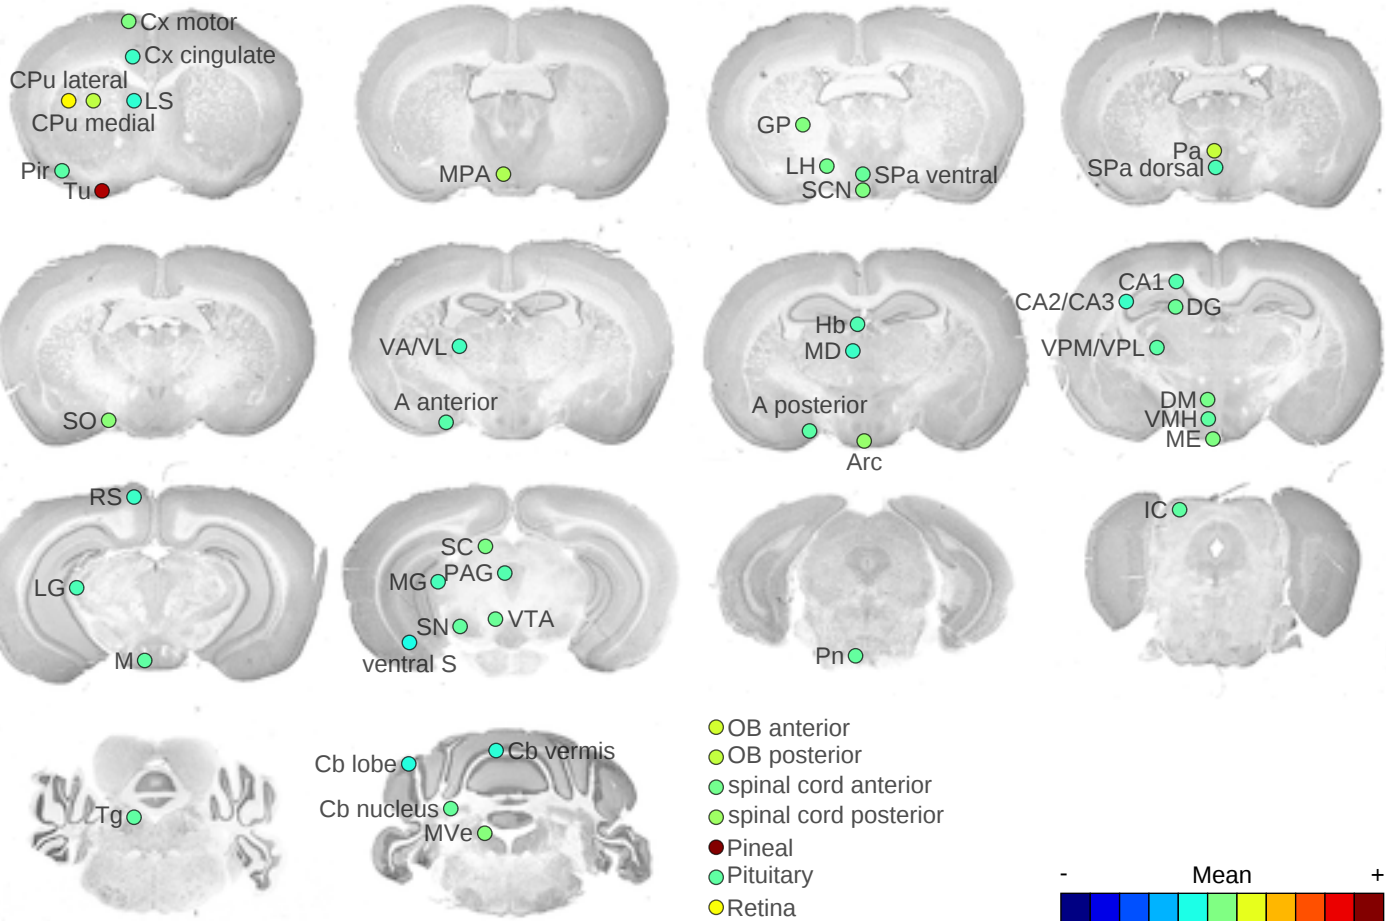 Cx motor
Cx cingulate
CPu lateral
LS
CPu medial
Pir
Tu
MPA
GP
LH
SPa ventral
SCN
Pa
SPa dorsal
SO
VA/VL
A anterior
Hb
MD
A posterior
Arc
CA1
CA2/CA3
DG
VPM/VPL
DM
VMH
ME
RS
LG
M
SC
MG
PAG
SN
VTA
ventral S
Pn
IC
Tg
Cb lobe
Cb vermis
Cb nucleus
MVe
OB anterior
OB posterior
spinal cord anterior
spinal cord posterior
Pineal
Pituitary
Retina
- Mean +